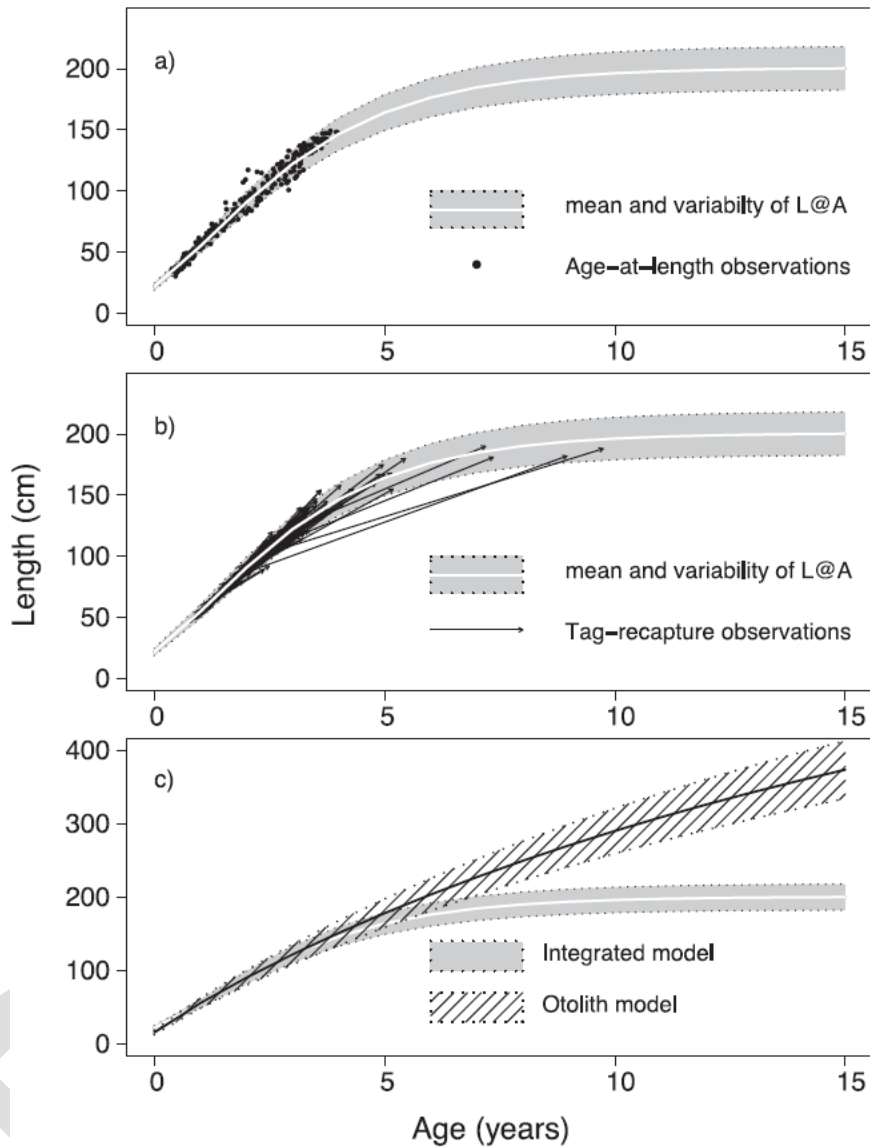 a)
200
150
100
50
0
mean and variabilty of L@A
Age-at-length observations
0 5 10 15
b)
200
150
100
50
0
mean and variability of L@A
Tag-recapture observations
0 5 10 15
Length (cm)
c)
400
300
200
100
0
Integrated model
Otolith model
0 5 10 15
Age (years)